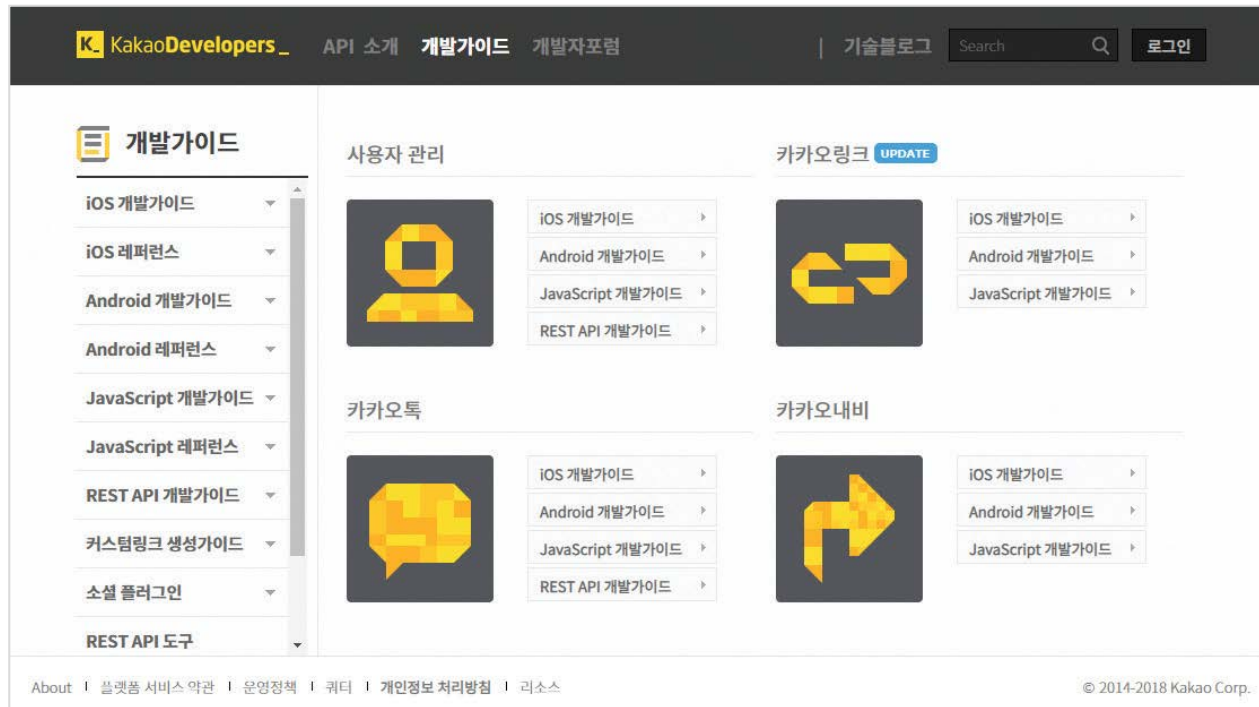 K_ KakaoDevelopers_ API 소개 개발가이드 개발자포럼 | 기술블로그 Search 로그인
개발가이드
iOS 개발가이드
iOS 레퍼런스
Android 개발가이드
Android 레퍼런스
JavaScript 개발가이드
JavaScript 레퍼런스
REST API 개발가이드
커스텀링크 생성가이드
소셜 플러그인
REST API 도구
사용자 관리
iOS 개발가이드
Android 개발가이드
JavaScript 개발가이드
REST API 개발가이드
카카오링크 UPDATE
iOS 개발가이드
Android 개발가이드
JavaScript 개발가이드
카카오톡
iOS 개발가이드
Android 개발가이드
JavaScript 개발가이드
REST API 개발가이드
카카오내비
iOS 개발가이드
Android 개발가이드
JavaScript 개발가이드
About | 플랫폼 서비스 약관 | 운영정책 | 쿼터 | 개인정보 처리방침 | 리소스 © 2014-2018 Kakao Corp.